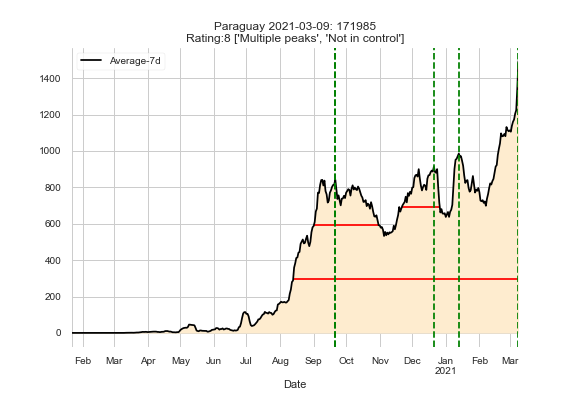 Paraguay 2021-03-09: 171985
Rating:8 ['Multiple peaks', 'Not in control']
Average-7d
1400
1200
1000
800
600
400
200
0
Feb Mar Apr May Jun Jul Aug Sep Oct Nov Dec Jan Feb Mar
2021
Date